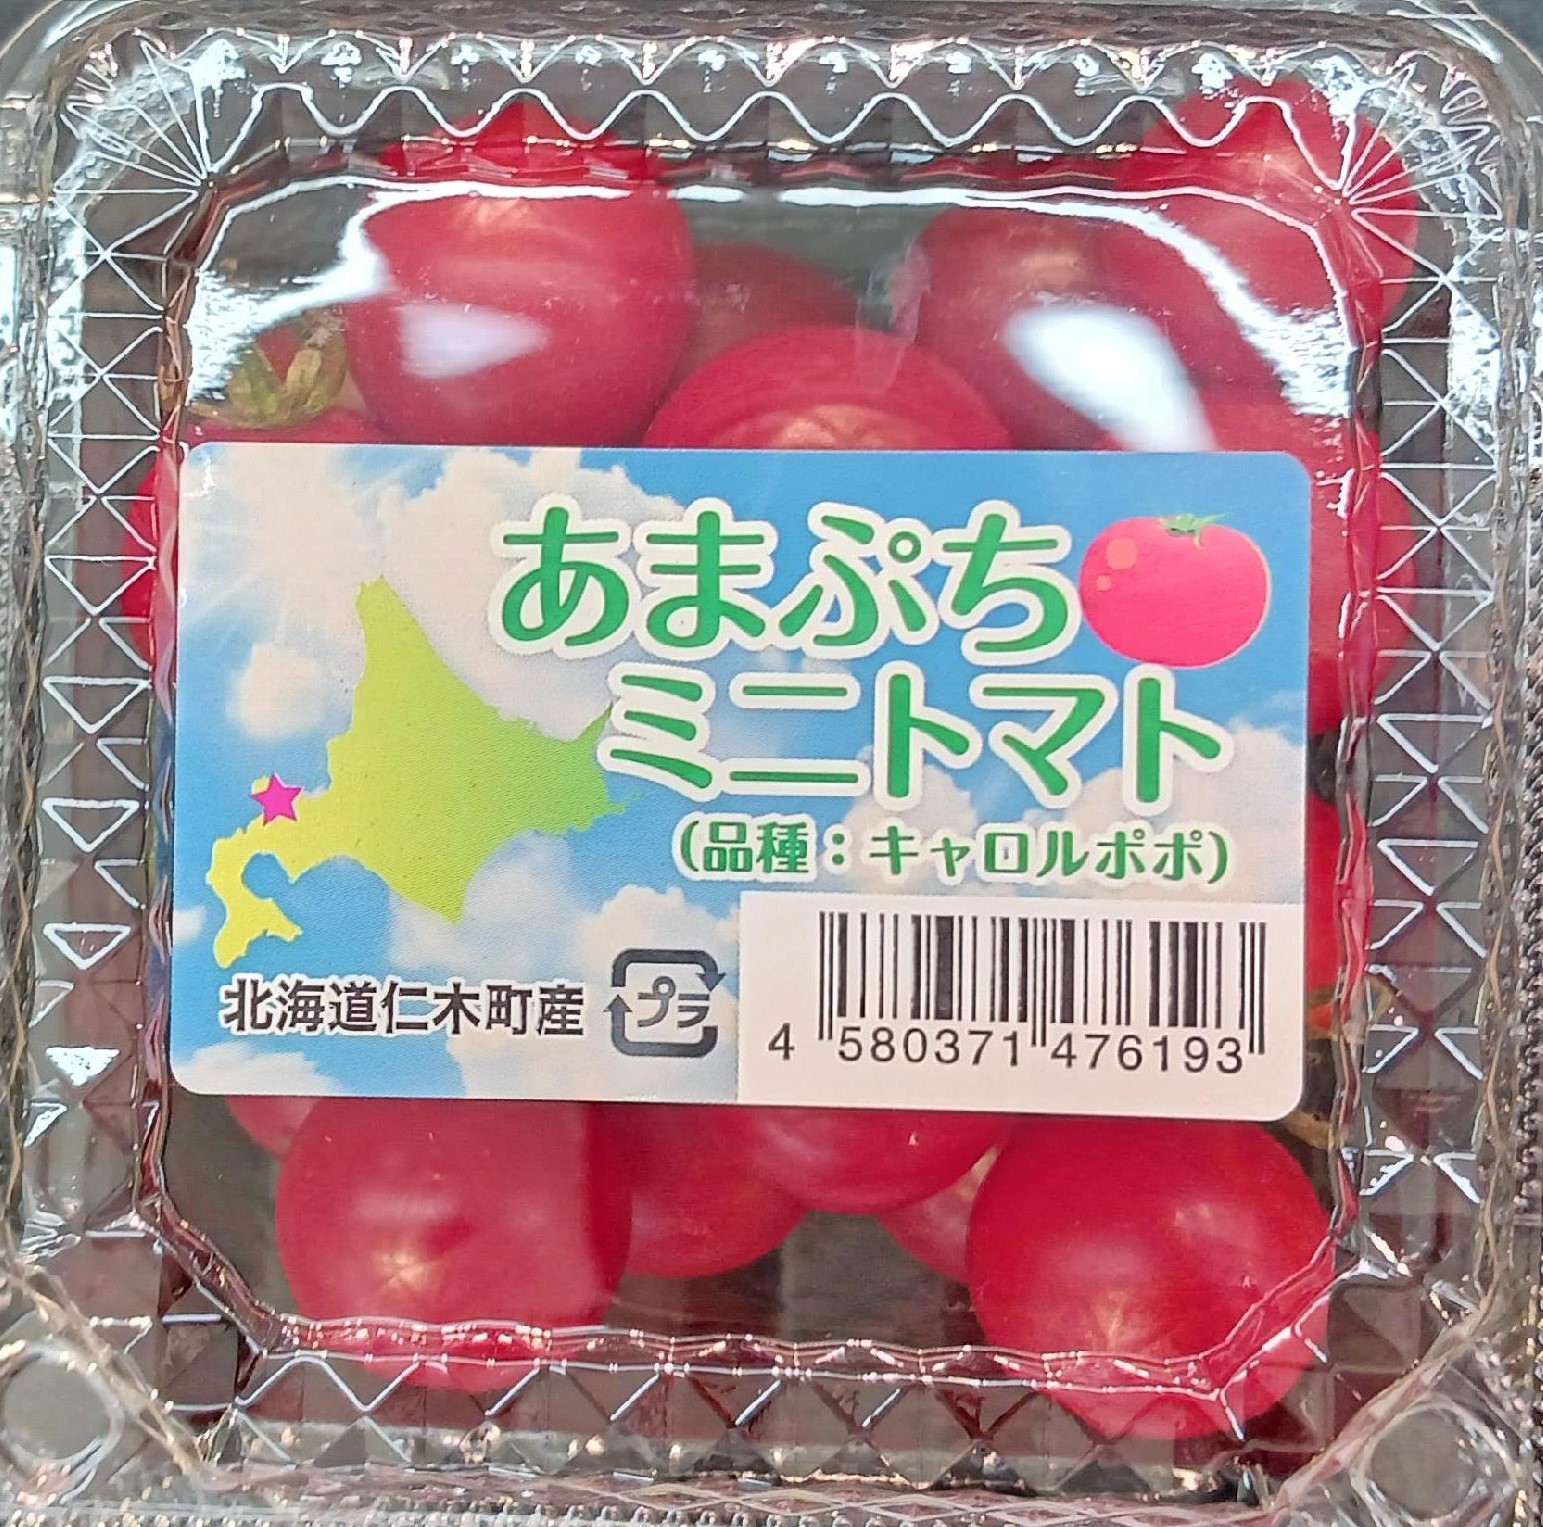 あまぷち
ミニトマト
(品種：キャロルポポ)
北海道仁木町産
プラ
4 580371 476193